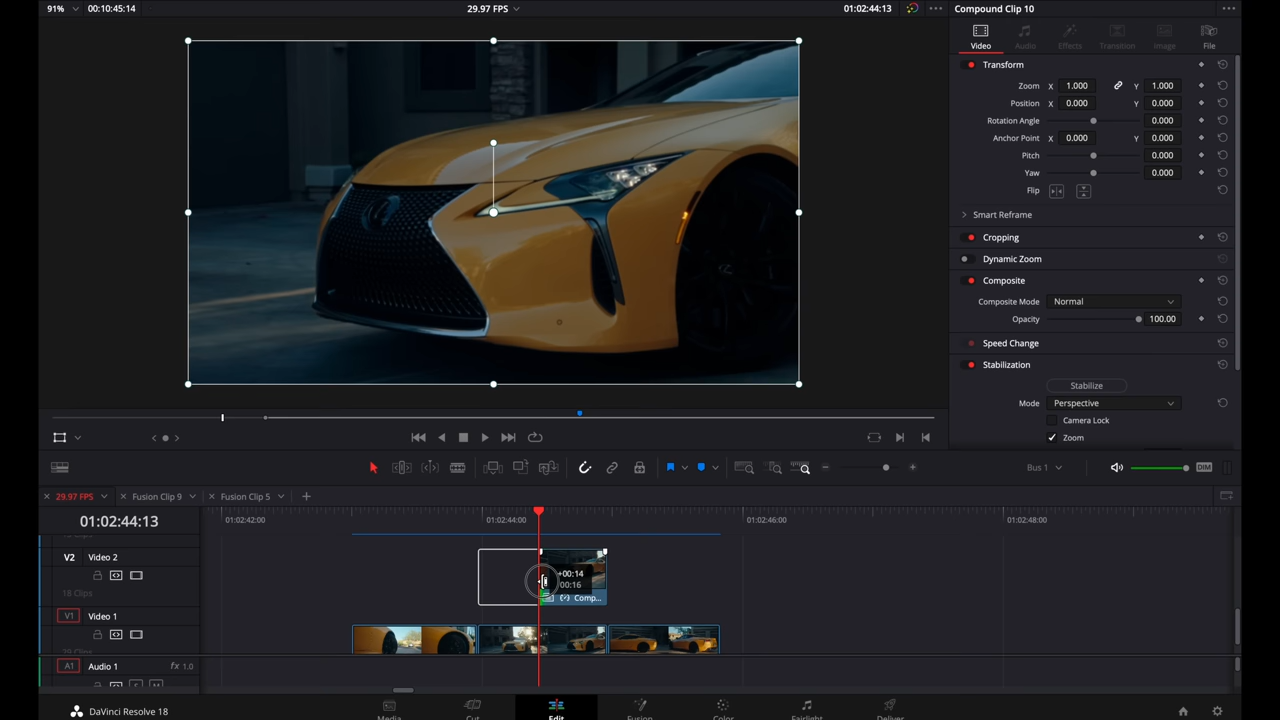 91% 00:10:45:14 29.97 FPS 01:02:44:13 Compound Clip 10
Video Audio Effects Transition Image File
Transform
Zoom X 1.000 Y 1.000
Position X 0.000 Y 0.000
Rotation Angle 0.000
Anchor Point X 0.000 Y 0.000
Pitch 0.000
Yaw 0.000
Flip
Smart Reframe
Cropping
Dynamic Zoom
Composite
Composite Mode Normal
Opacity 100.00
Speed Change
Stabilization
Stabilize
Mode Perspective
Camera Lock
Zoom
Bus 1 DIM
29.97 FPS Fusion Clip 9 Fusion Clip 5
01:02:44:13 01:02:42:00 01:02:44:00 01:02:46:00 01:02:48:00
V2 Video 2
+00:14
00:16
18 Clips
Comp...
V1 Video 1
A1 Audio 1 fx 1.0
DaVinci Resolve 18 Media Cut Edit Fusion Color Fairlight Deliver